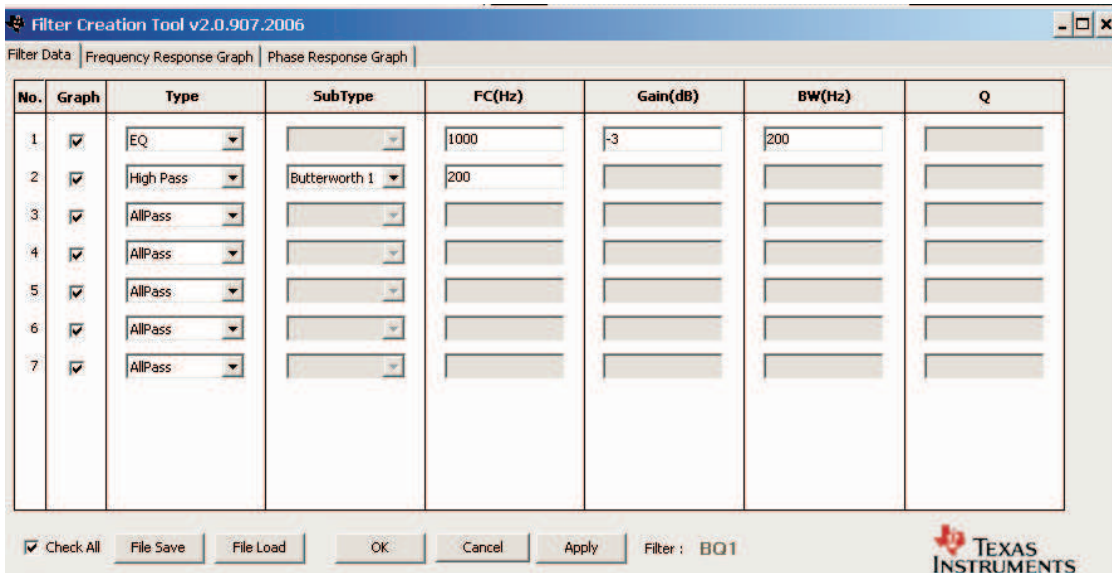 Filter Creation Tool v2.0.907.2006
Filter Data Frequency Response Graph Phase Response Graph
No. Graph Type SubType FC(Hz) Gain(dB) BW(Hz) Q
1 EQ 1000 -3 200
2 High Pass Butterworth 1 200
3 AllPass
4 AllPass
5 AllPass
6 AllPass
7 AllPass
Check All File Save File Load OK Cancel Apply Filter : BQ1
TEXAS
INSTRUMENTS